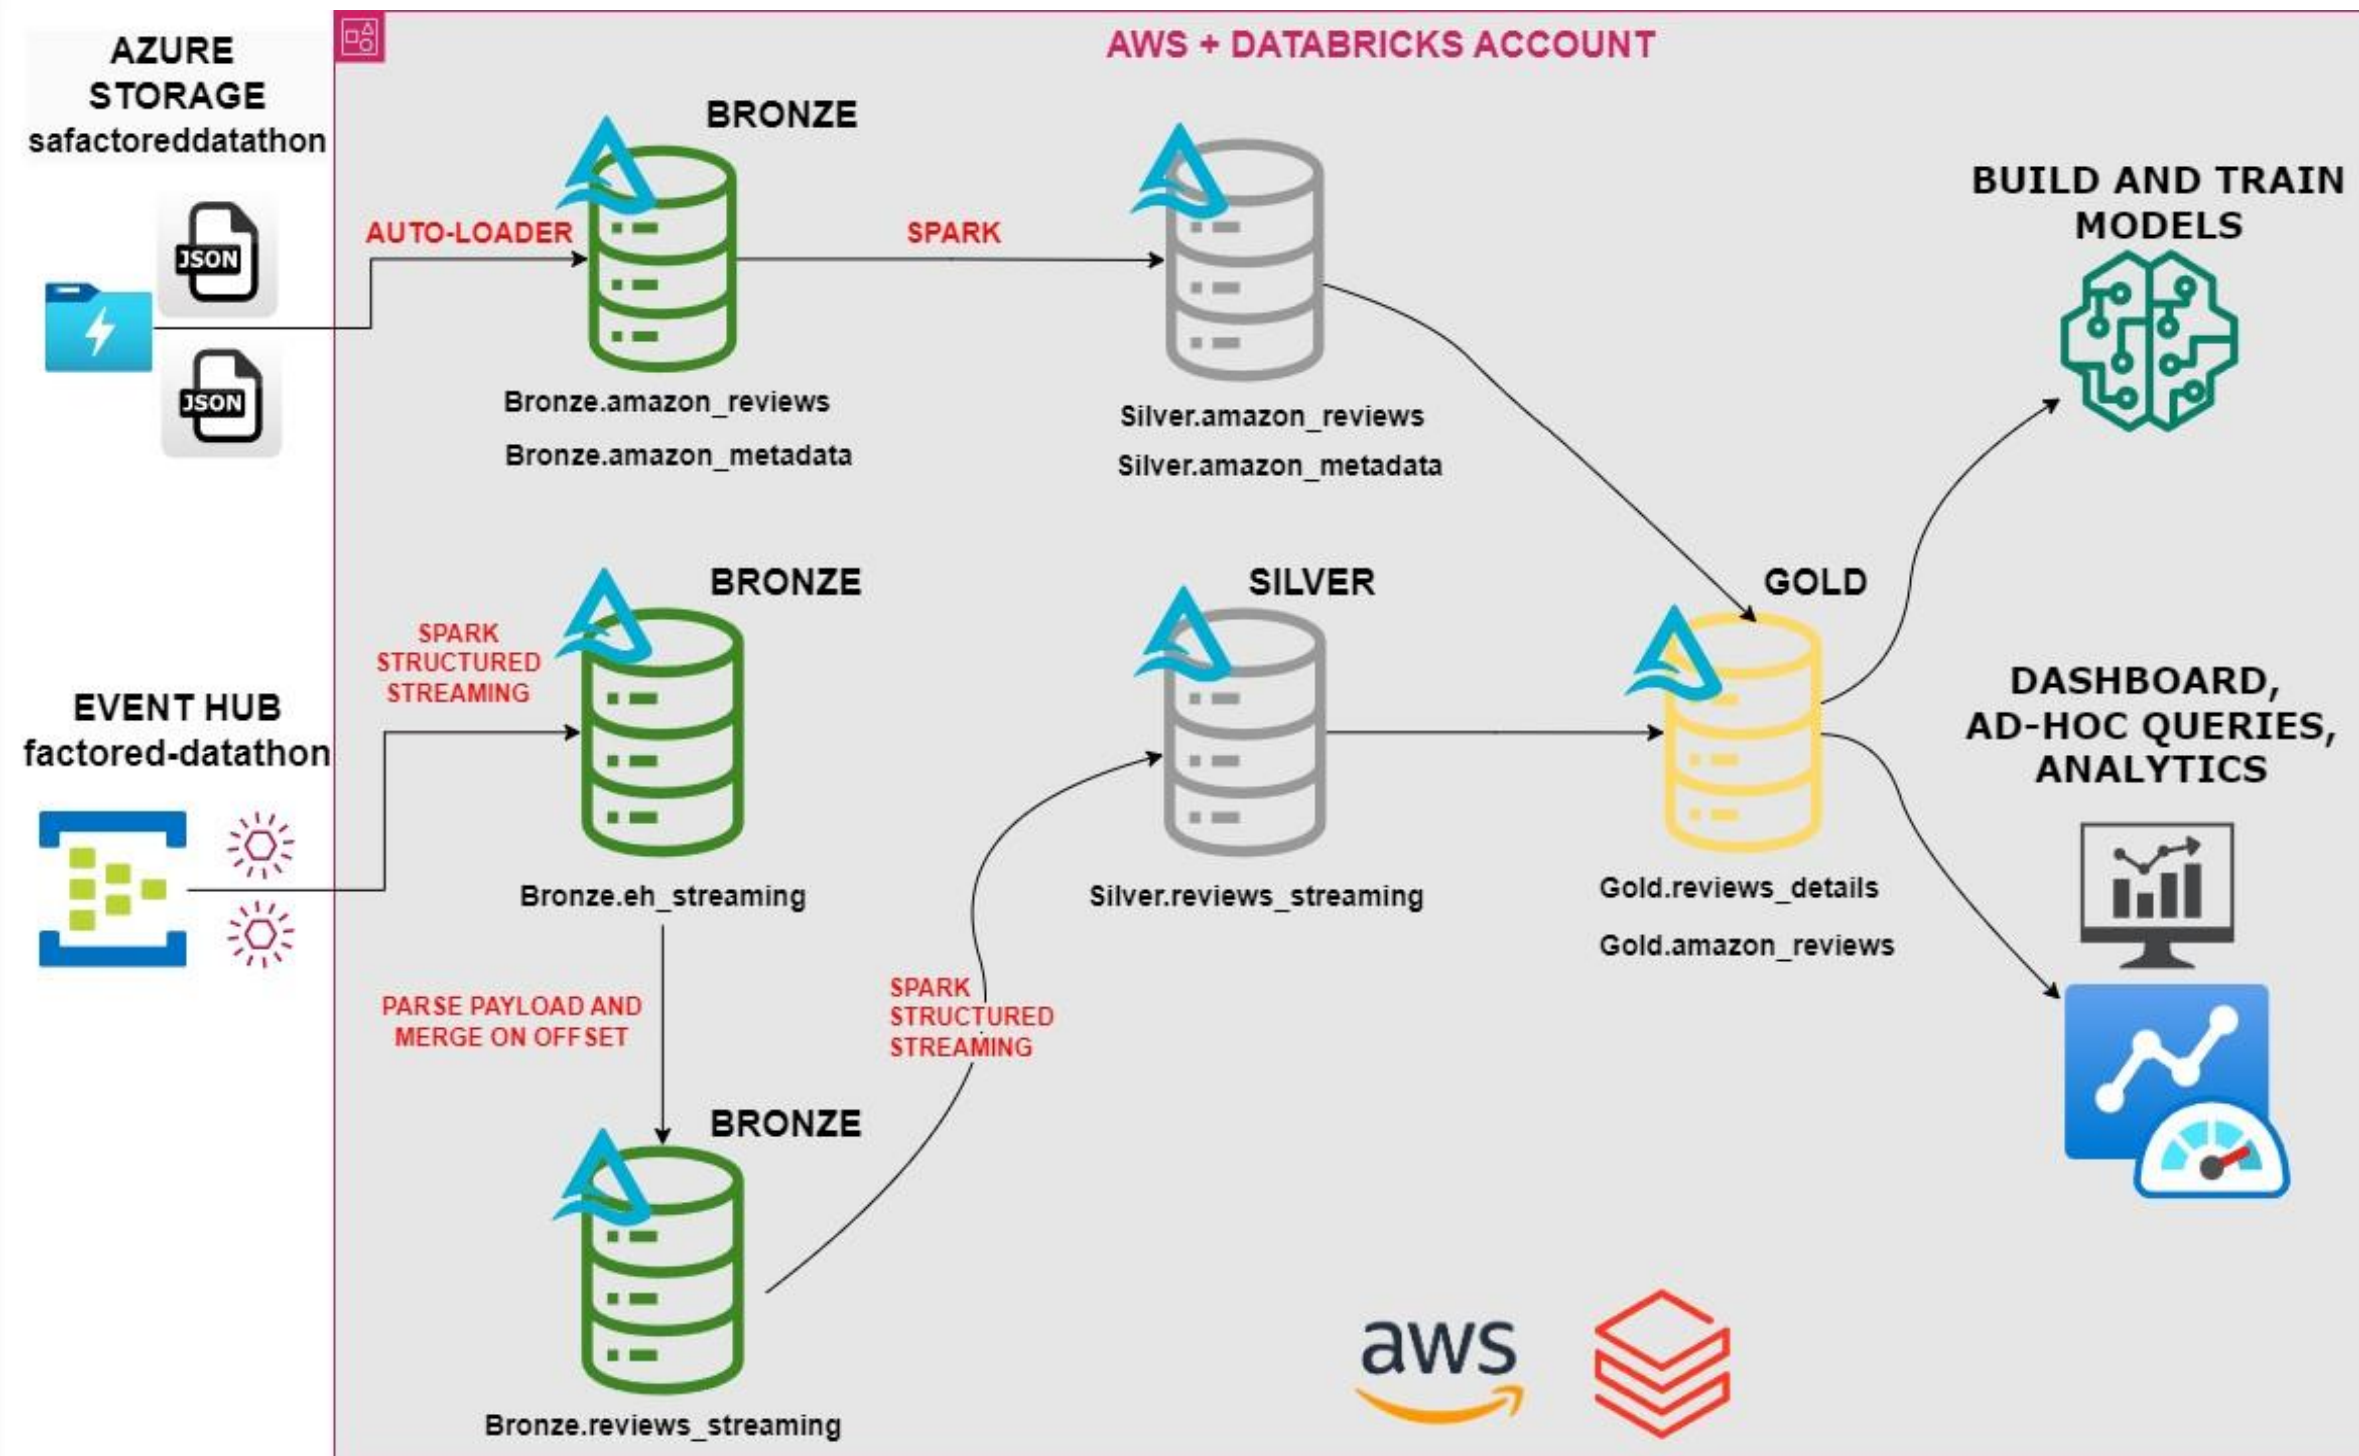 AWS + DATABRICKS ACCOUNT
AZURE
STORAGE
safactoreddatathon
JSON
JSON
AUTO-LOADER
BRONZE
Bronze.amazon_reviews
Bronze.amazon_metadata
SPARK
Silver.amazon_reviews
Silver.amazon_metadata
BUILD AND TRAIN
MODELS
EVENT HUB
factored-datathon
SPARK
STRUCTURED
STREAMING
BRONZE
Bronze.eh_streaming
SILVER
Silver.reviews_streaming
GOLD
Gold.reviews_details
Gold.amazon_reviews
DASHBOARD,
AD-HOC QUERIES,
ANALYTICS
PARSE PAYLOAD AND
MERGE ON OFFSET
SPARK
STRUCTURED
STREAMING
BRONZE
Bronze.reviews_streaming
aws